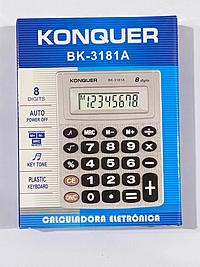 KONQUER
BK-3181A
8
DIGITS
AUTO
POWER OFF
KEY TONE
PLASTIC
KEYBOARD
KONQUER
BK-3181A
8 digits
12345678
MRC
M-
M+
÷
7
8
9
4
5
6
1
2
3
CE
0
=
+
CALCULADORA ELETRÔNICA